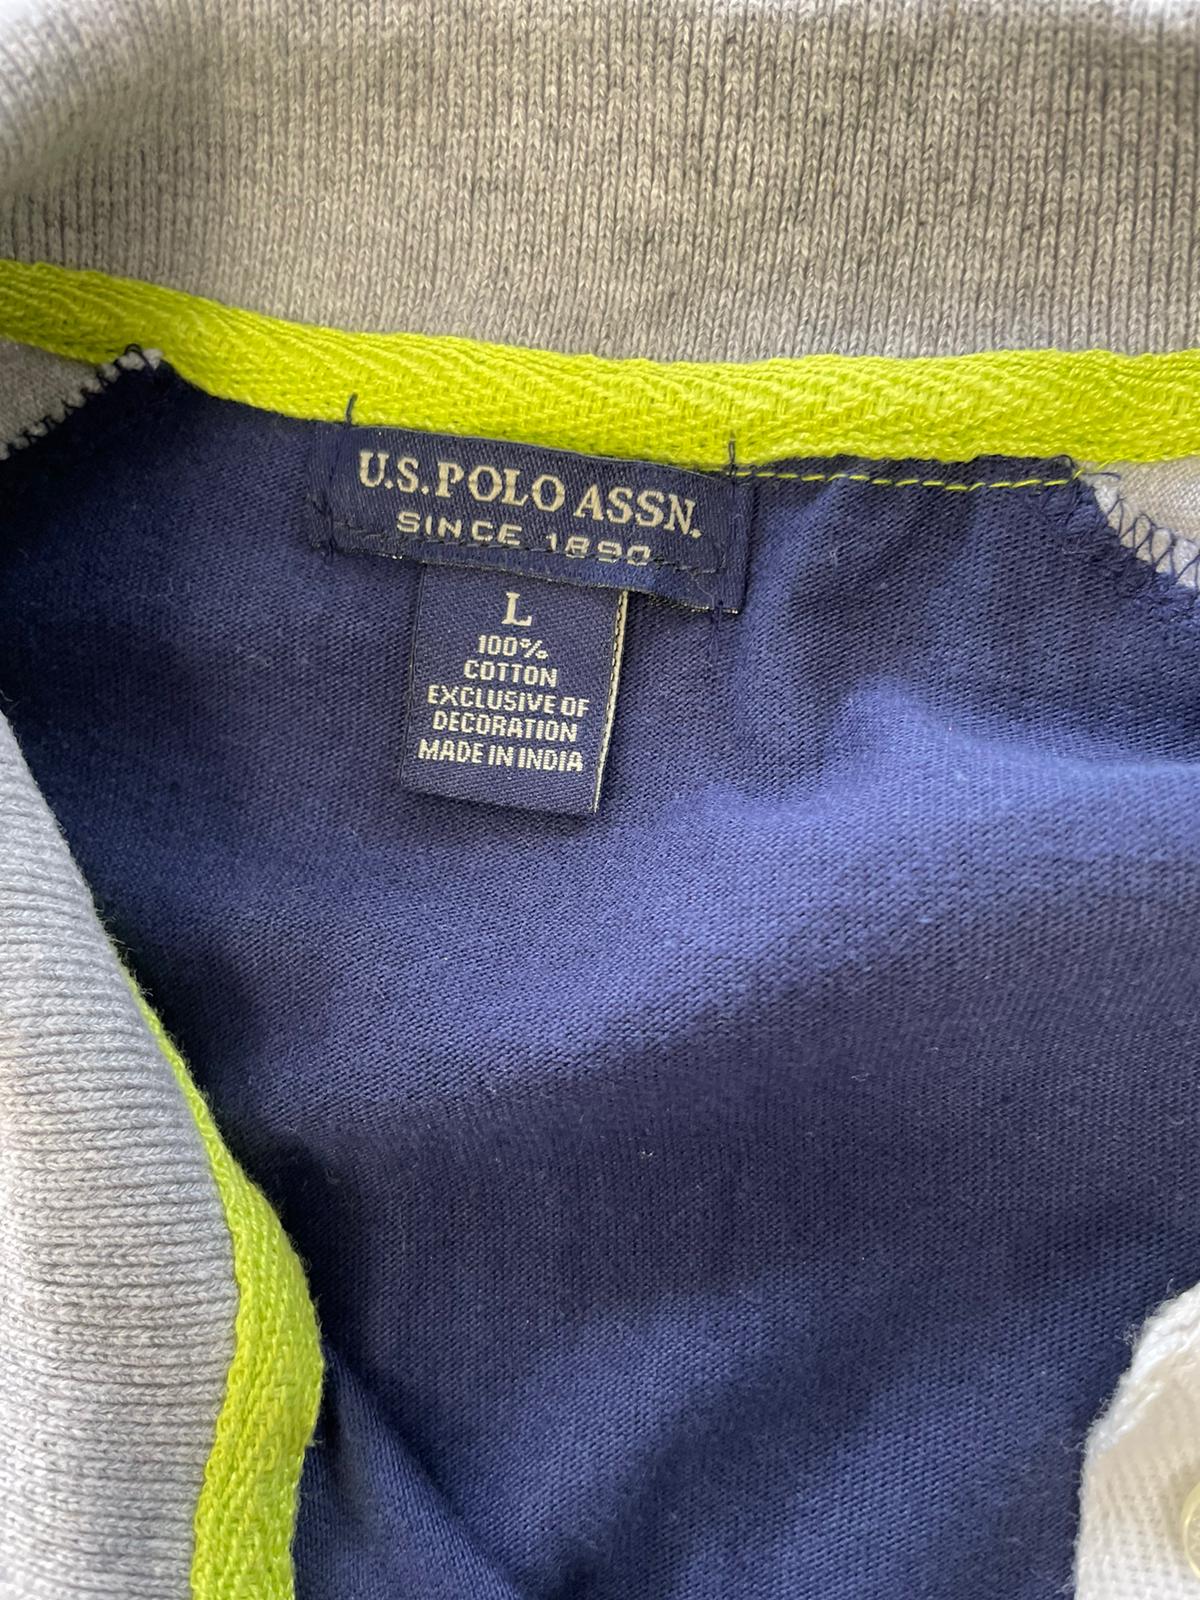 U.S. POLO ASSN.
SINCE 1890
L
100%
COTTON
EXCLUSIVE OF
DECORATION
MADE IN INDIA